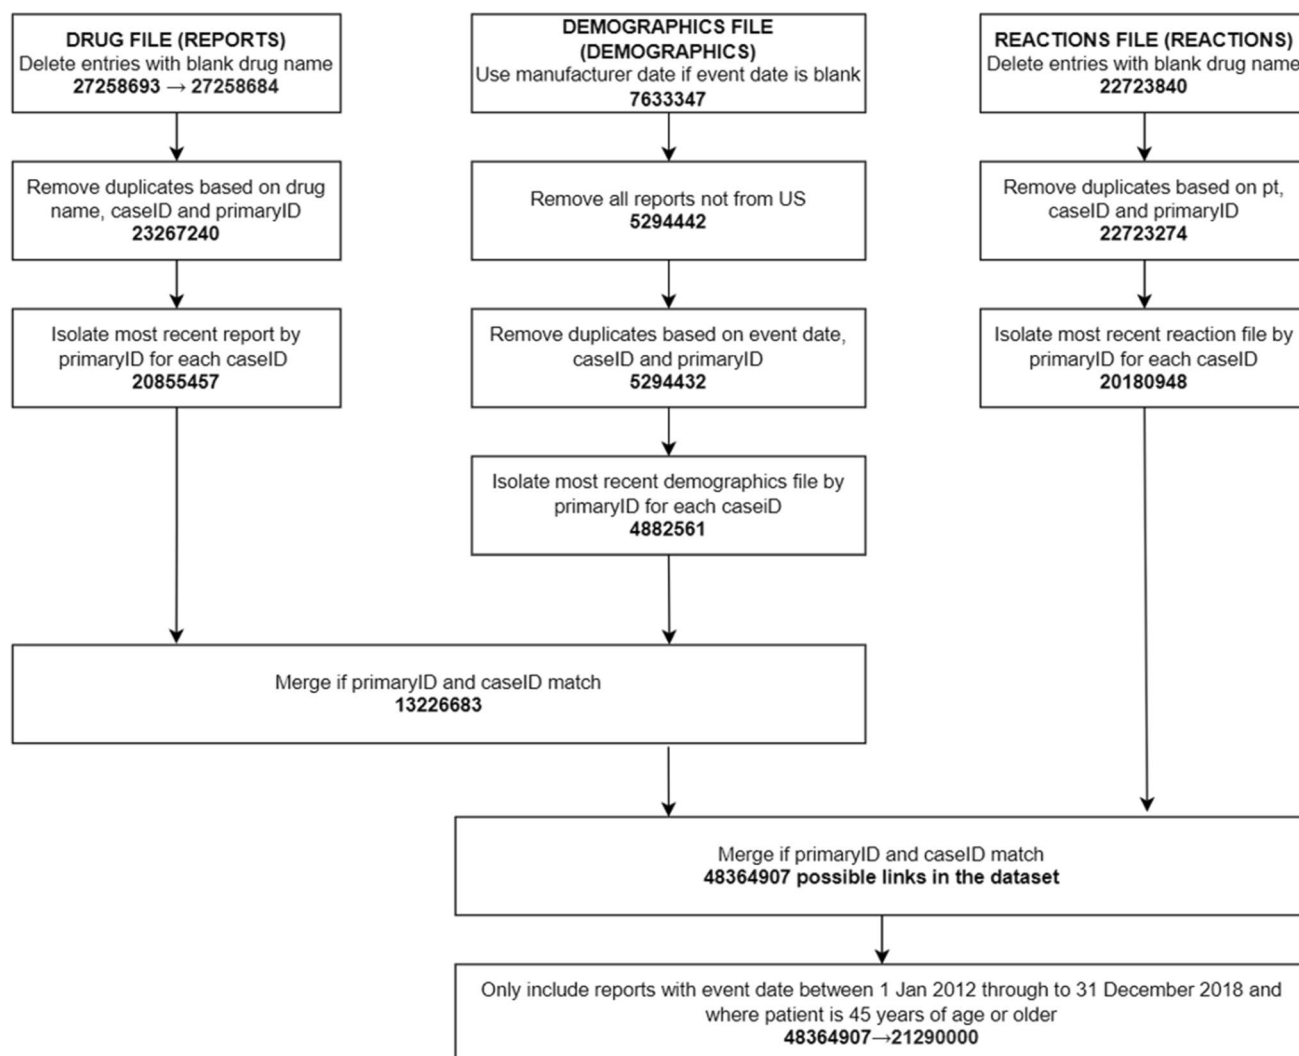 DRUG FILE (REPORTS)
Delete entries with blank drug name
27258693 → 27258684
DEMOGRAPHICS FILE
(DEMOGRAPHICS)
Use manufacturer date if event date is blank
7633347
REACTIONS FILE (REACTIONS)
Delete entries with blank drug name
22723840
Remove duplicates based on drug
name, caseID and primaryID
23267240
Remove all reports not from US
5294442
Remove duplicates based on pt,
caseID and primaryID
22723274
Isolate most recent report by
primaryID for each caseID
20855457
Remove duplicates based on event date,
caseID and primaryID
5294432
Isolate most recent reaction file by
primaryID for each caseID
20180948
Isolate most recent demographics file by
primaryID for each caseiD
4882561
Merge if primaryID and caseID match
13226683
Merge if primaryID and caseID match
48364907 possible links in the dataset
Only include reports with event date between 1 Jan 2012 through to 31 December 2018 and
where patient is 45 years of age or older
48364907→21290000